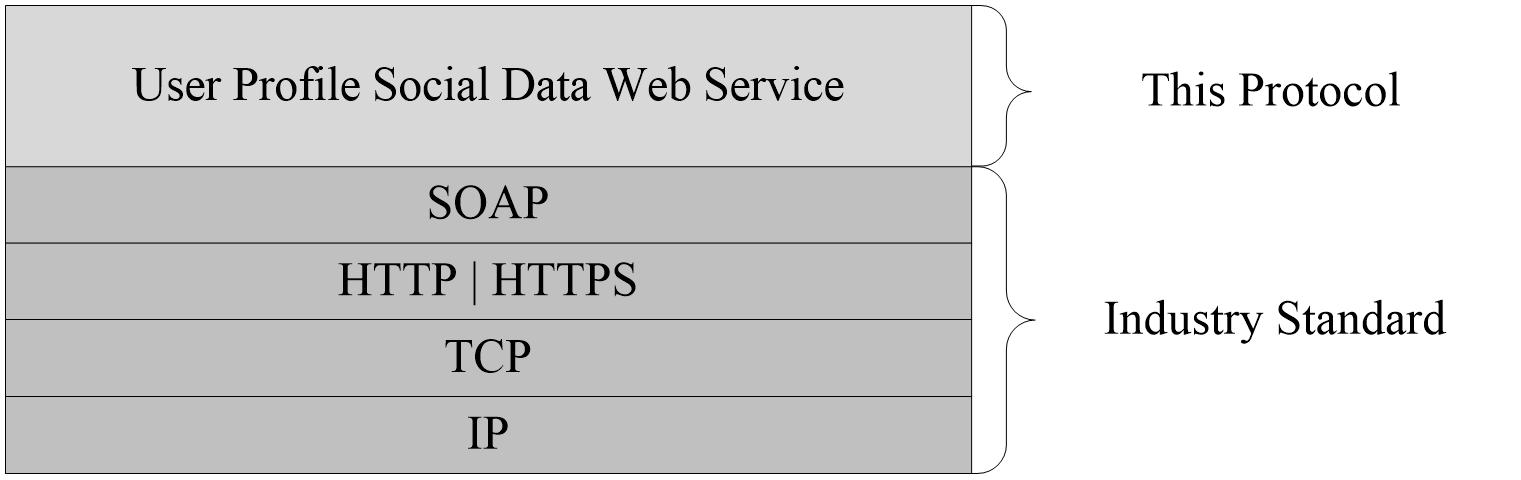 User Profile Social Data Web Service
This Protocol
SOAP
HTTP | HTTPS
TCP
IP
Industry Standard